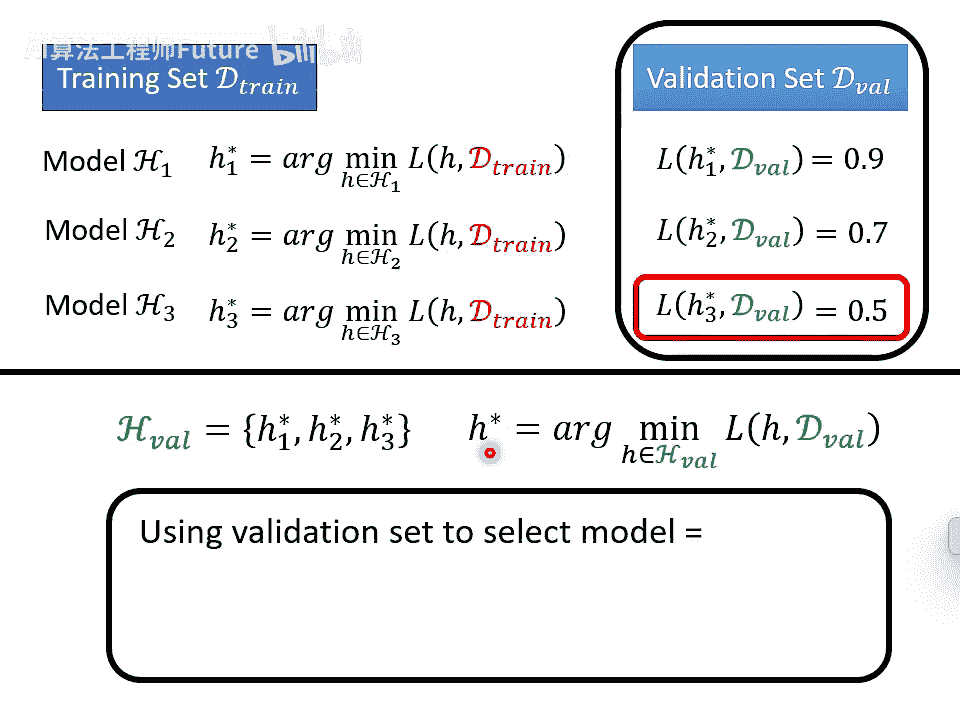 AI算法工程师Future bilibili
Training Set 𝒟_train
Validation Set 𝒟_val
Model ℋ₁ h₁* = arg min_{h∈ℋ₁} L(h, 𝒟_train) L(h₁*, 𝒟_val) = 0.9
Model ℋ₂ h₂* = arg min_{h∈ℋ₂} L(h, 𝒟_train) L(h₂*, 𝒟_val) = 0.7
Model ℋ₃ h₃* = arg min_{h∈ℋ₃} L(h, 𝒟_train) L(h₃*, 𝒟_val) = 0.5
ℋ_val = {h₁*, h₂*, h₃*} h* = arg min_{h∈ℋ_val} L(h, 𝒟_val)
Using validation set to select model =